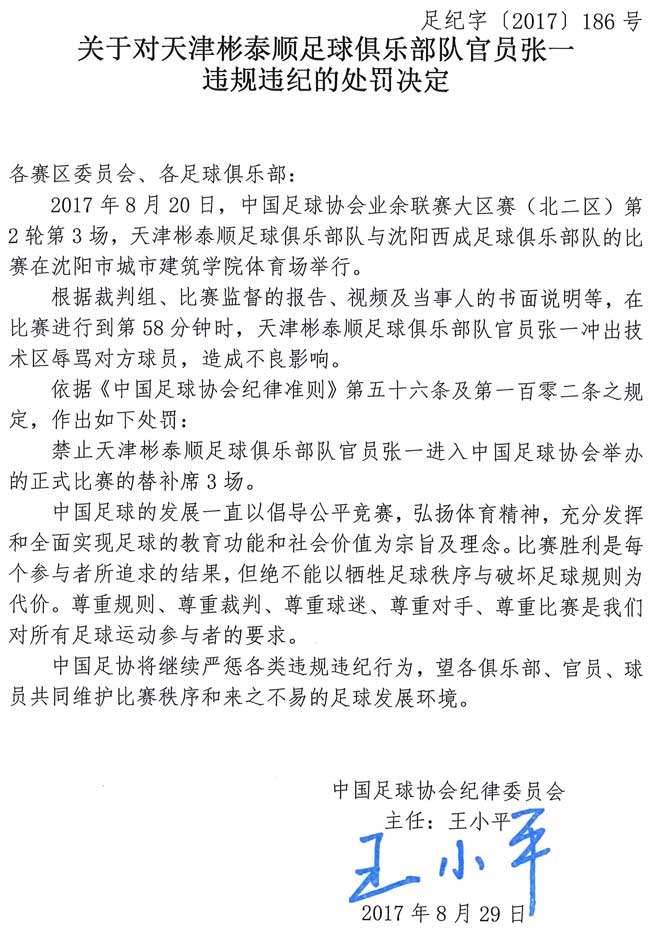 足纪字〔2017〕186 号
关于对天津彬泰顺足球俱乐部队官员张一
违规违纪的处罚决定
各赛区委员会、各足球俱乐部：
2017 年 8 月 20 日，中国足球协会业余联赛大区赛（北二区）第
2 轮第 3 场，天津彬泰顺足球俱乐部队与沈阳西成足球俱乐部队的比
赛在沈阳市城市建筑学院体育场举行。
根据裁判组、比赛监督的报告、视频及当事人的书面说明等，在
比赛进行到第 58 分钟时，天津彬泰顺足球俱乐部队官员张一冲出技
术区辱骂对方球员，造成不良影响。
依据《中国足球协会纪律准则》第五十六条及第一百零二条之规
定，作出如下处罚：
禁止天津彬泰顺足球俱乐部队官员张一进入中国足球协会举办
的正式比赛的替补席 3 场。
中国足球的发展一直以倡导公平竞赛，弘扬体育精神，充分发挥
和全面实现足球的教育功能和社会价值为宗旨及理念。比赛胜利是每
个参与者所追求的结果，但绝不能以牺牲足球秩序与破坏足球规则为
代价。尊重规则、尊重裁判、尊重球迷、尊重对手、尊重比赛是我们
对所有足球运动参与者的要求。
中国足协将继续严惩各类违规违纪行为，望各俱乐部、官员、球
员共同维护比赛秩序和来之不易的足球发展环境。
中国足球协会纪律委员会
主任：王小平
王小平
2017 年 8 月 29 日